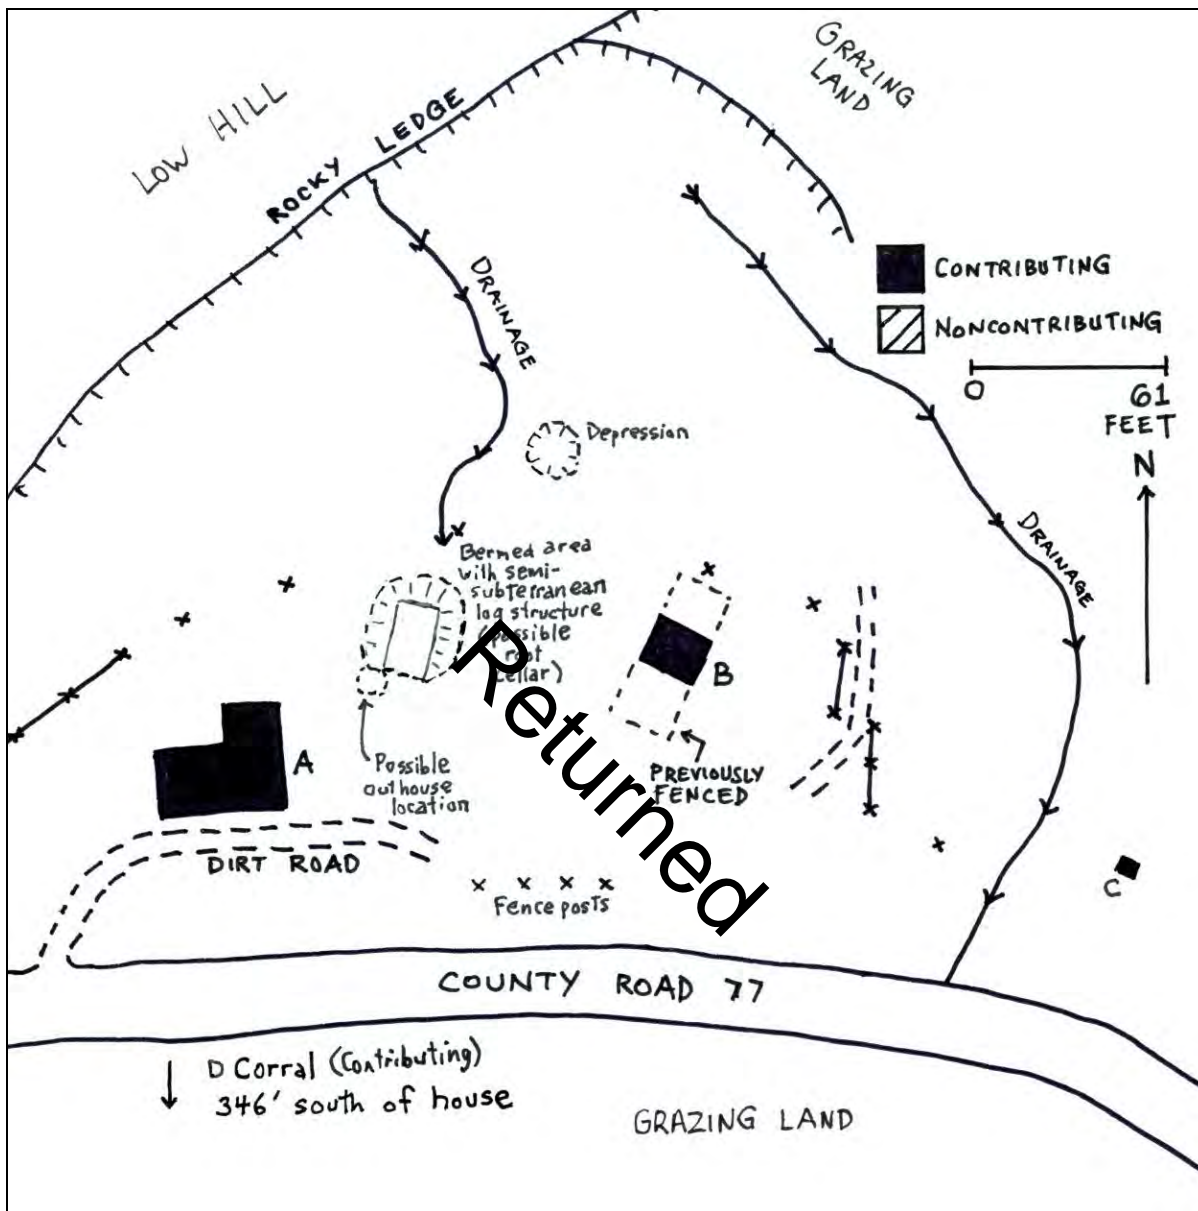 GRAZING
LAND
LOW HILL
ROCKY LEDGE
DRAINAGE
CONTRIBUTING
NONCONTRIBUTING
0 61
FEET
N
Depression
DRAINAGE
Bermed area
with semi-
subterranean
log structure
(possible
root
cellar)
B
A
Possible
outhouse
location
PREVIOUSLY
FENCED
Returned
DIRT ROAD
C
Fence posts
COUNTY ROAD 77
D Corral (Contributing)
346' south of house
GRAZING LAND